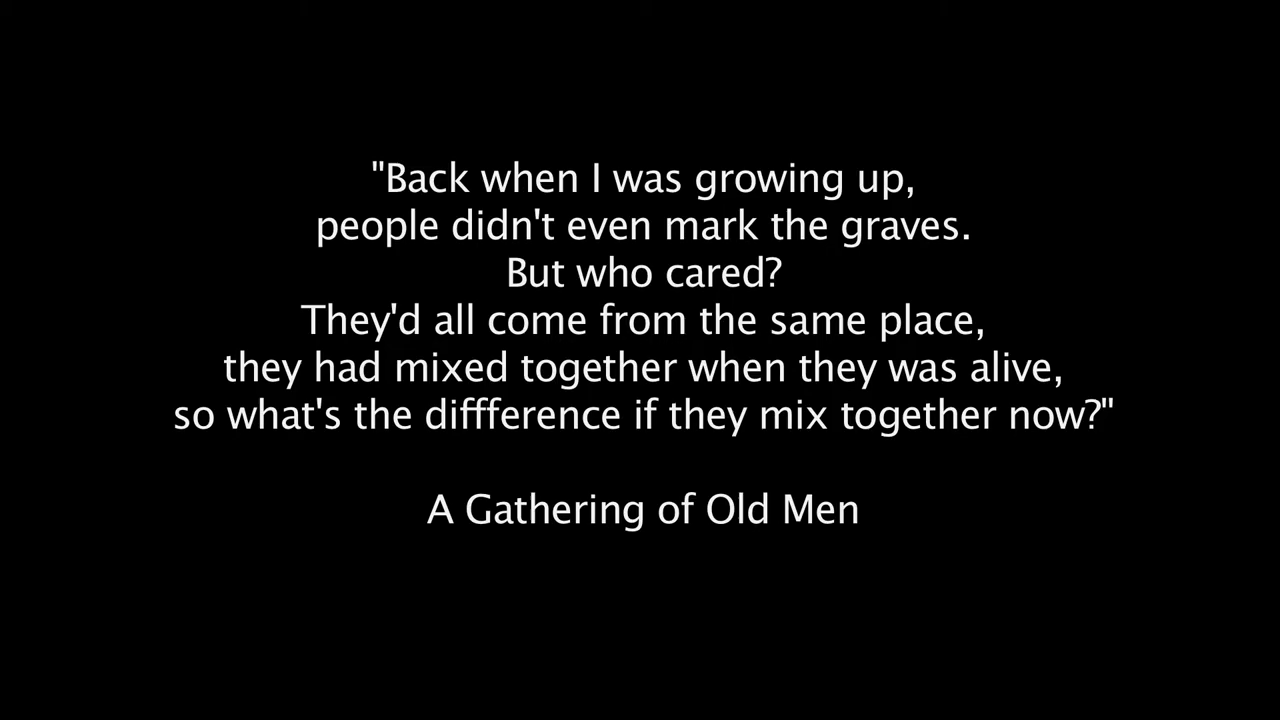 "Back when I was growing up,
people didn't even mark the graves.
But who cared?
They'd all come from the same place,
they had mixed together when they was alive,
so what's the diffference if they mix together now?"
A Gathering of Old Men